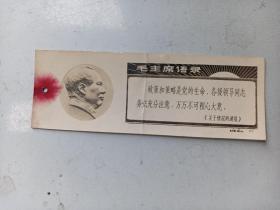 毛主席语录
政策和策略是党的生命，各级领导同志
务必充分注意，万万不可粗心大意。
《关于情况的通报》